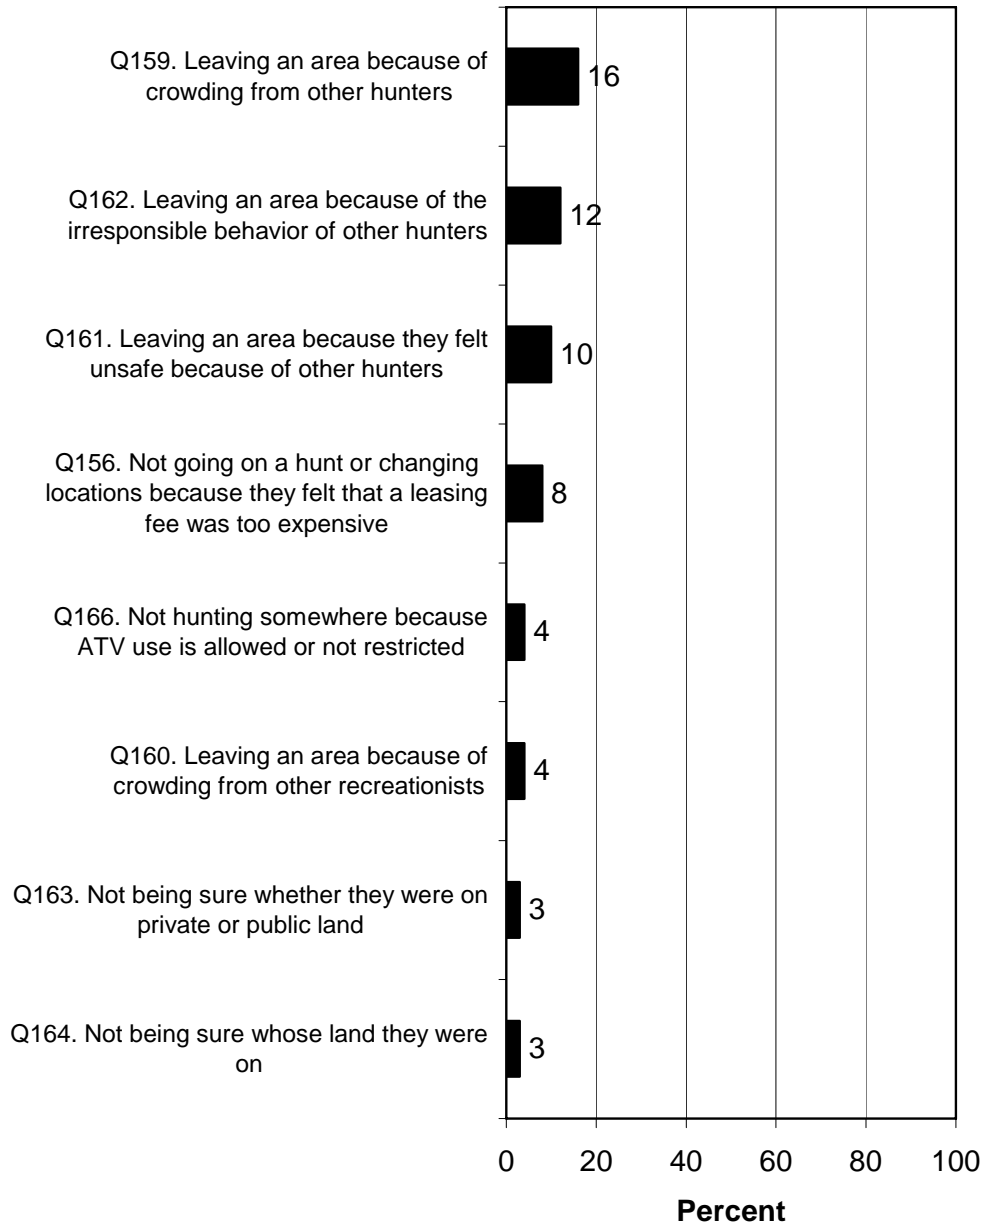 Q159. Leaving an area because of
crowding from other hunters
16
Q162. Leaving an area because of the
irresponsible behavior of other hunters
12
Q161. Leaving an area because they felt
unsafe because of other hunters
10
Q156. Not going on a hunt or changing
locations because they felt that a leasing
fee was too expensive
8
Q166. Not hunting somewhere because
ATV use is allowed or not restricted
4
Q160. Leaving an area because of
crowding from other recreationists
4
Q163. Not being sure whether they were on
private or public land
3
Q164. Not being sure whose land they were
on
3
0 20 40 60 80 100
Percent